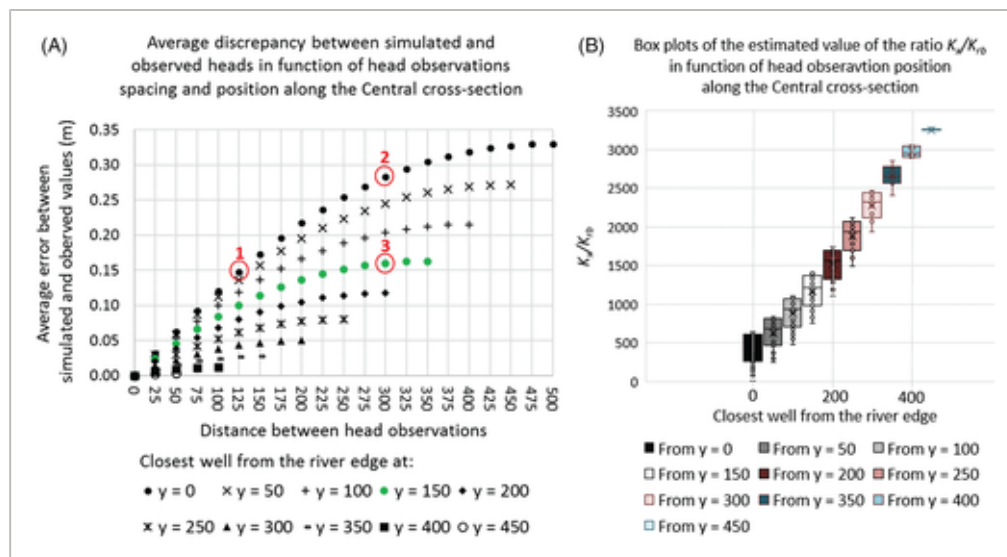 (A)
Average discrepancy between simulated and
observed heads in function of head observations
spacing and position along the Central cross-section
Average error between
simulated and oberved values (m)
0.35
0.30
0.25
0.20
0.15
0.10
0.05
0.00
1
2
3
0 25 50 75 100 125 150 175 200 225 250 275 300 325 350 375 400 425 450 475 500
Distance between head observations
Closest well from the river edge at:
y = 0 y = 50 y = 100 y = 150 y = 200
y = 250 y = 300 y = 350 y = 400 y = 450
(B)
Box plots of the estimated value of the ratio Kₐ/Kᵣᵦ
in function of head obseravtion position
along the Central cross-section
Kₐ/Kᵣᵦ
3500
3000
2500
2000
1500
1000
500
0
0 200 400
Closest well from the river edge
From y = 0 From y = 50 From y = 100
From y = 150 From y = 200 From y = 250
From y = 300 From y = 350 From y = 400
From y = 450